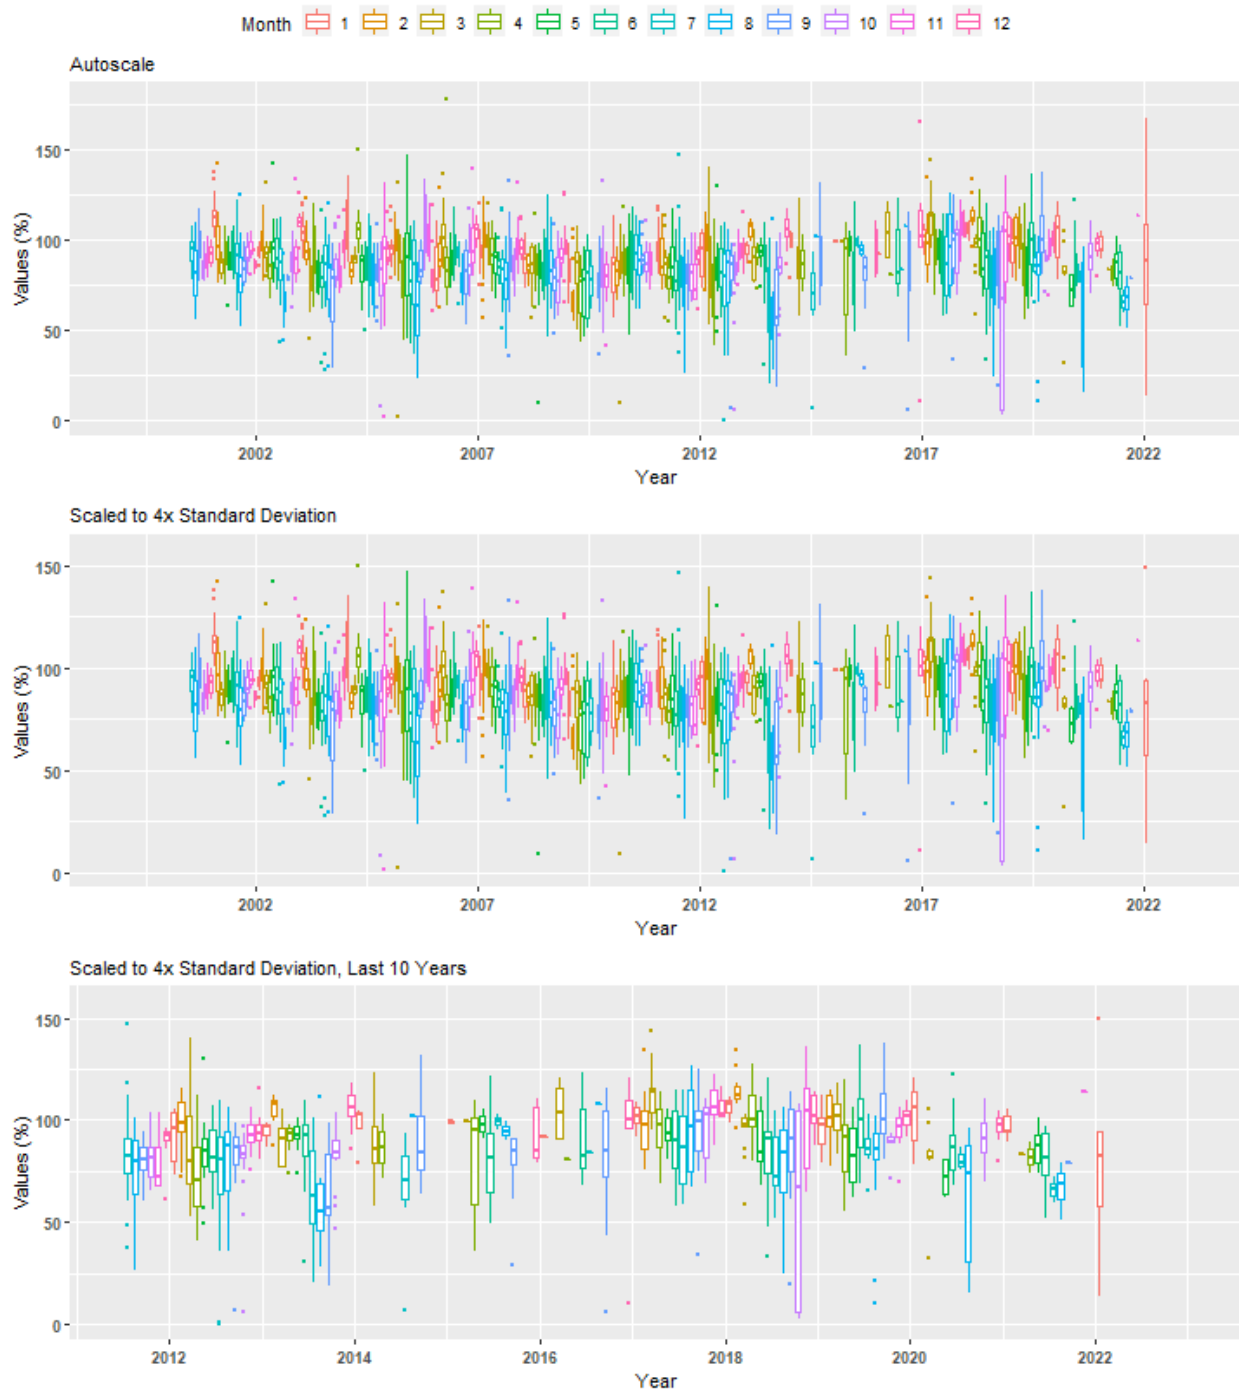 Month 1 2 3 4 5 6 7 8 9 10 11 12
Autoscale
150
100
50
0
Values (%)
2002 2007 2012 2017 2022
Year
Scaled to 4x Standard Deviation
150
100
50
0
Values (%)
2002 2007 2012 2017 2022
Year
Scaled to 4x Standard Deviation, Last 10 Years
150
100
50
0
Values (%)
2012 2014 2016 2018 2020 2022
Year